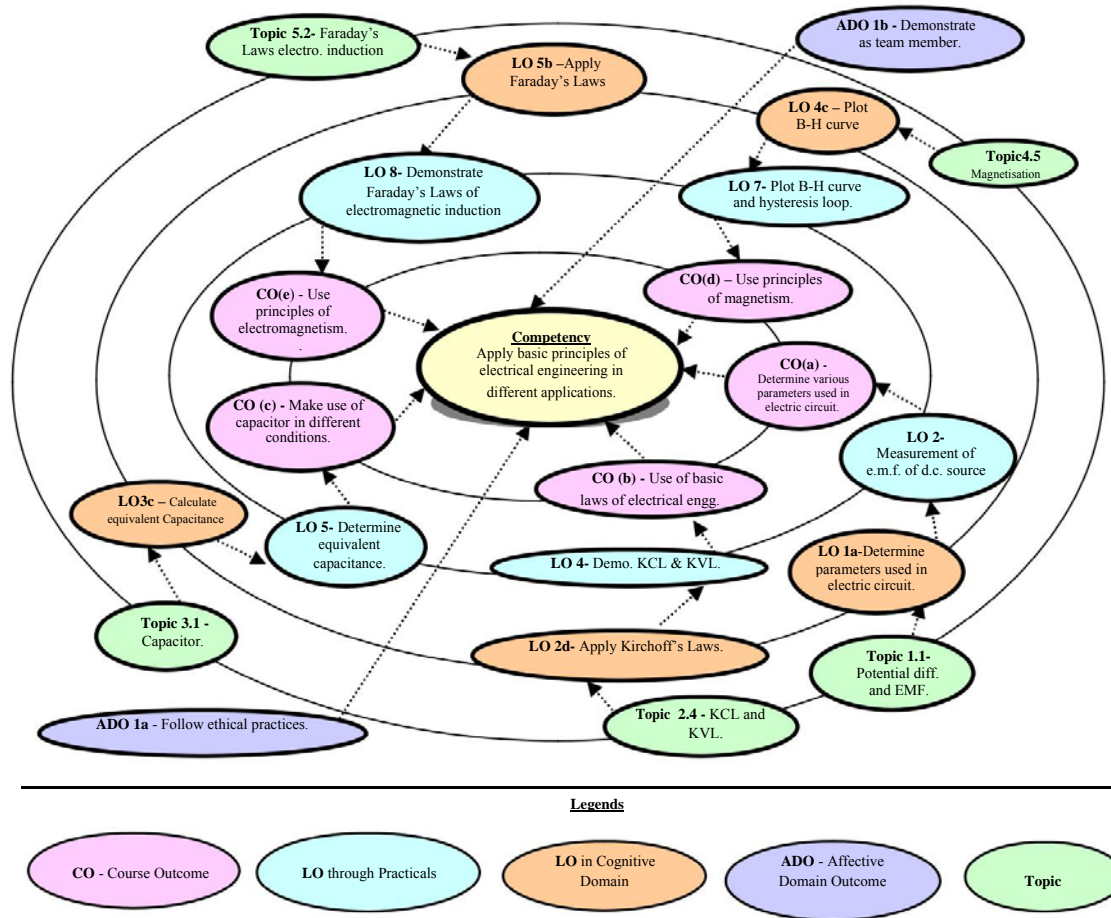 Topic 5.2- Faraday's
Laws electro. induction
ADO 1b - Demonstrate
as team member.
LO 5b –Apply
Faraday's Laws
LO 4c – Plot
B-H curve
Topic4.5
Magnetisation
LO 8- Demonstrate
Faraday's Laws of
electromagnetic induction
LO 7- Plot B-H curve
and hysteresis loop.
CO(e) - Use
principles of
electromagnetism.
.
CO(d) – Use principles
of magnetism.
Competency
Apply basic principles of
electrical engineering in
different applications.
CO(a) -
Determine various
parameters used in
electric circuit.
CO (c) - Make use of
capacitor in different
conditions.
LO 2-
Measurement of
e.m.f. of d.c. source
CO (b) - Use of basic
laws of electrical engg.
LO3c – Calculate
equivalent Capacitance
LO 5- Determine
equivalent
capacitance.
LO 4- Demo. KCL & KVL.
LO 1a-Determine
parameters used in
electric circuit.
Topic 3.1 -
Capacitor.
LO 2d- Apply Kirchoff's Laws.
Topic 1.1-
Potential diff.
and EMF.
ADO 1a - Follow ethical practices.
Topic 2.4 - KCL and
KVL.
Legends
CO - Course Outcome
LO through Practicals
LO in Cognitive
Domain
ADO - Affective
Domain Outcome
Topic